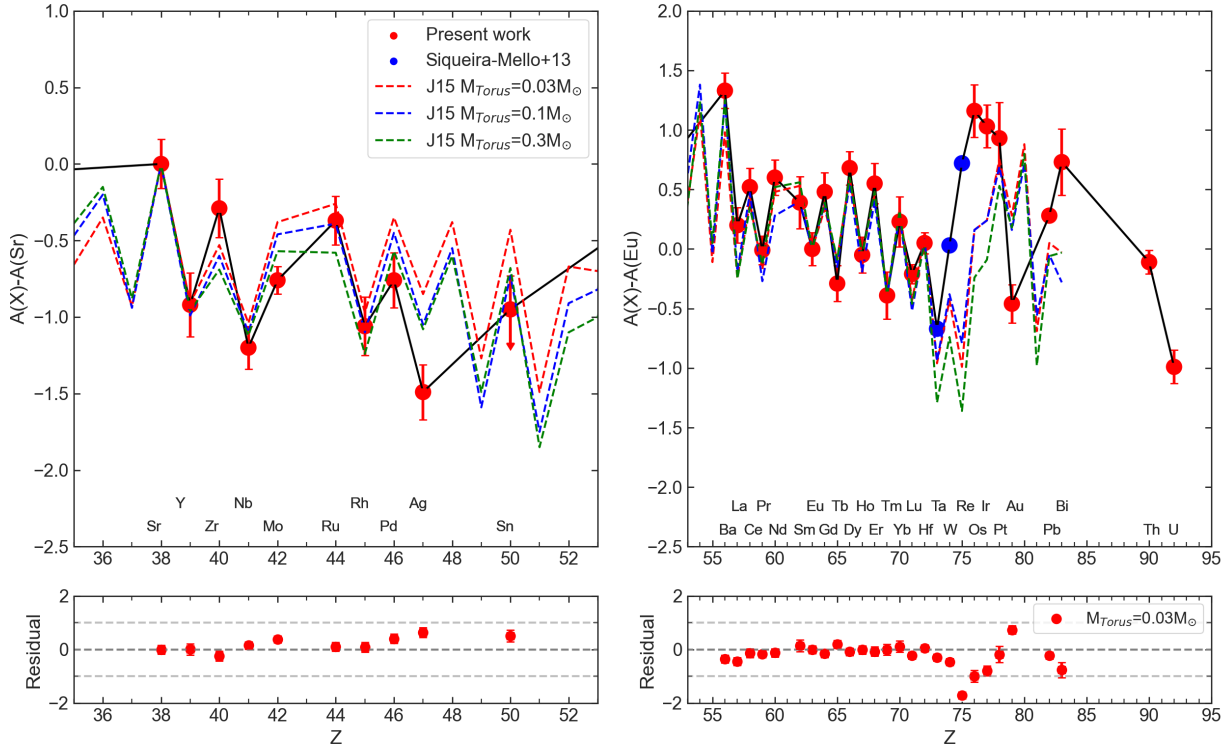 1.0
0.5
0.0
−0.5
−1.0
−1.5
−2.0
−2.5
A(X)-A(Sr)
Present work
Siqueira-Mello+13
J15 M_Torus=0.03M⊙
J15 M_Torus=0.1M⊙
J15 M_Torus=0.3M⊙
Y Nb Rh Ag
Sr Zr Mo Ru Pd Sn
36 38 40 42 44 46 48 50 52
2.0
1.5
1.0
0.5
0.0
−0.5
−1.0
−1.5
−2.0
−2.5
A(X)-A(Eu)
La Pr Eu Tb Ho Tm Lu Ta Re Ir Au Bi
Ba Ce Nd Sm Gd Dy Er Yb Hf W Os Pt Pb Th U
55 60 65 70 75 80 85 90 95
2
0
−2
Residual
36 38 40 42 44 46 48 50 52
Z
2
0
−2
Residual
M_Torus=0.03M⊙
55 60 65 70 75 80 85 90 95
Z